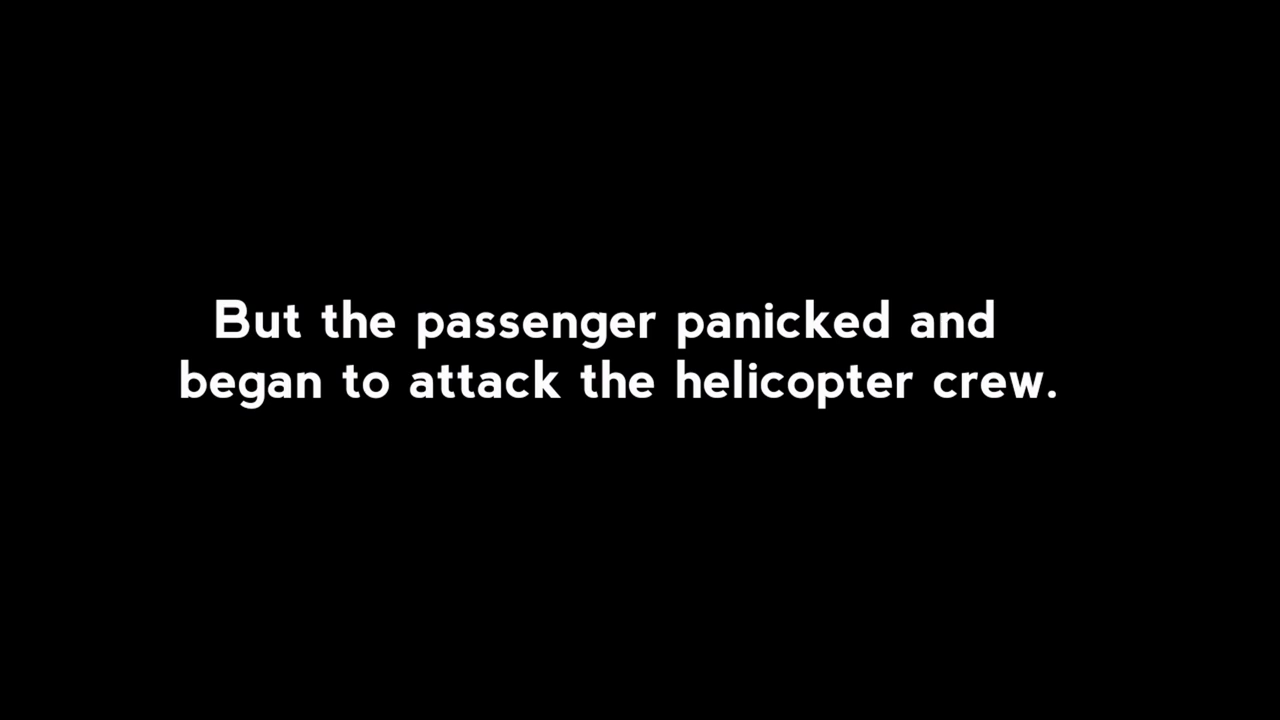 But the passenger panicked and
began to attack the helicopter crew.